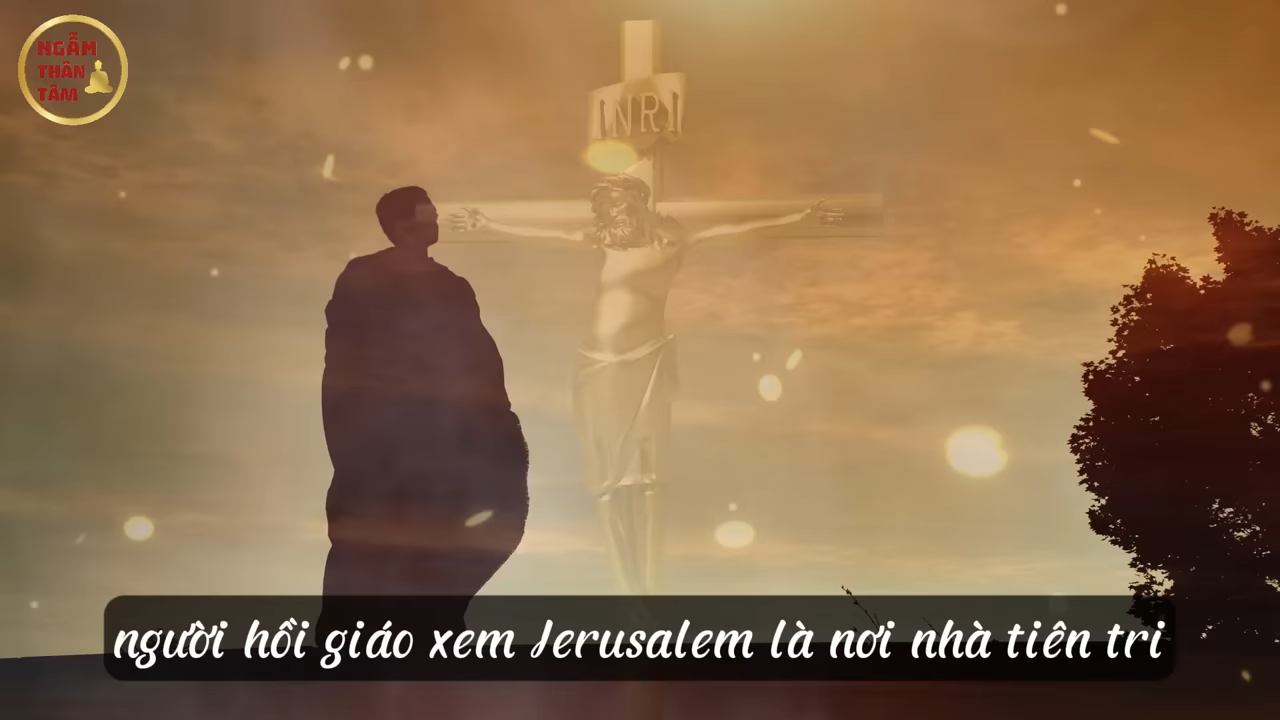 NGẪM
THÂN
TÂM
INRI
người hồi giáo xem Jerusalem là nơi nhà tiên tri